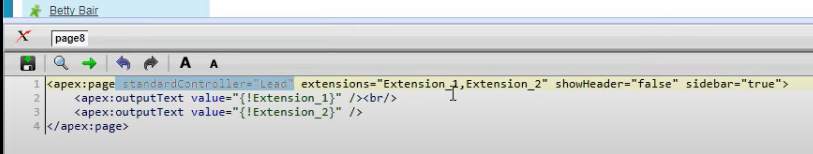 Betty Bair
page8
A A
1 <apex:page standardController="Lead" extensions="Extension_1,Extension_2" showHeader="false" sidebar="true">
2 <apex:outputText value="{!Extension_1}" /><br/>
3 <apex:outputText value="{!Extension_2}" />
4 </apex:page>